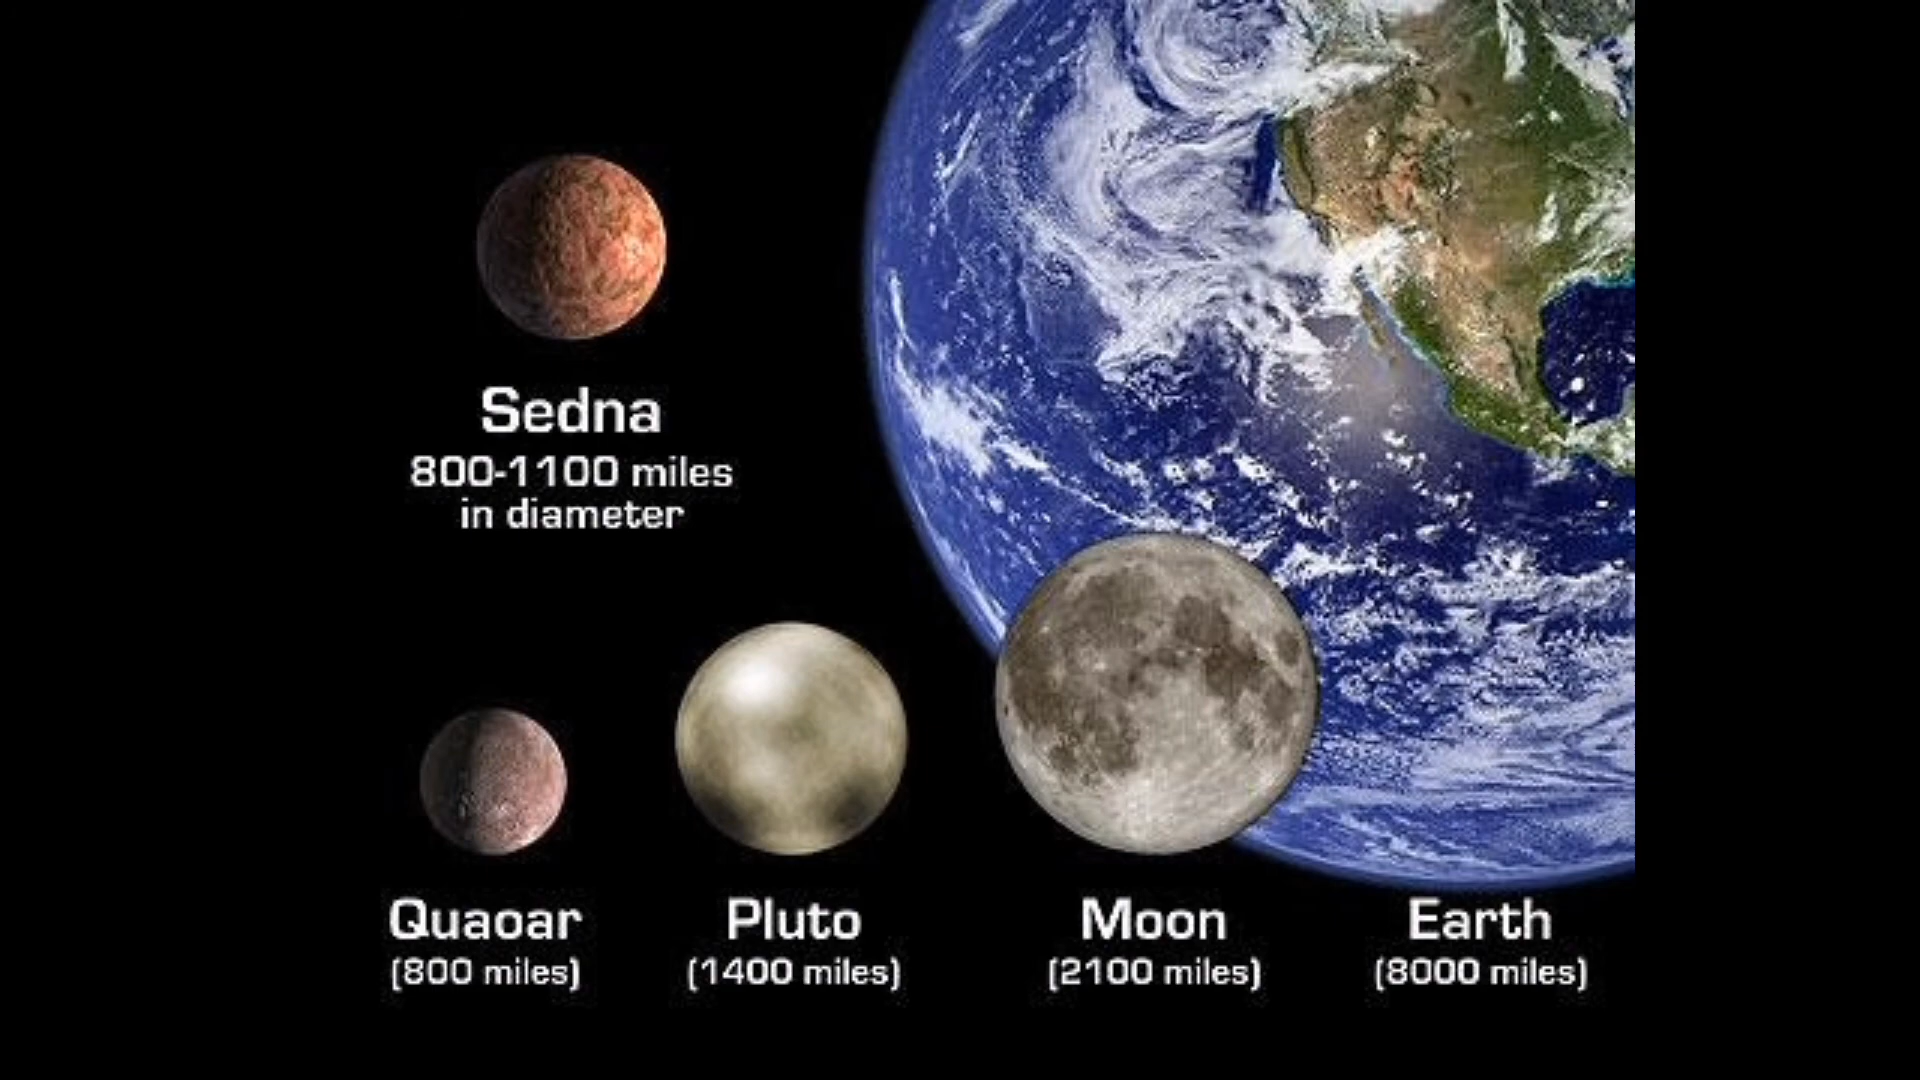 Sedna
800-1100 miles
in diameter
Quaoar
(800 miles)
Pluto
(1400 miles)
Moon
(2100 miles)
Earth
(8000 miles)